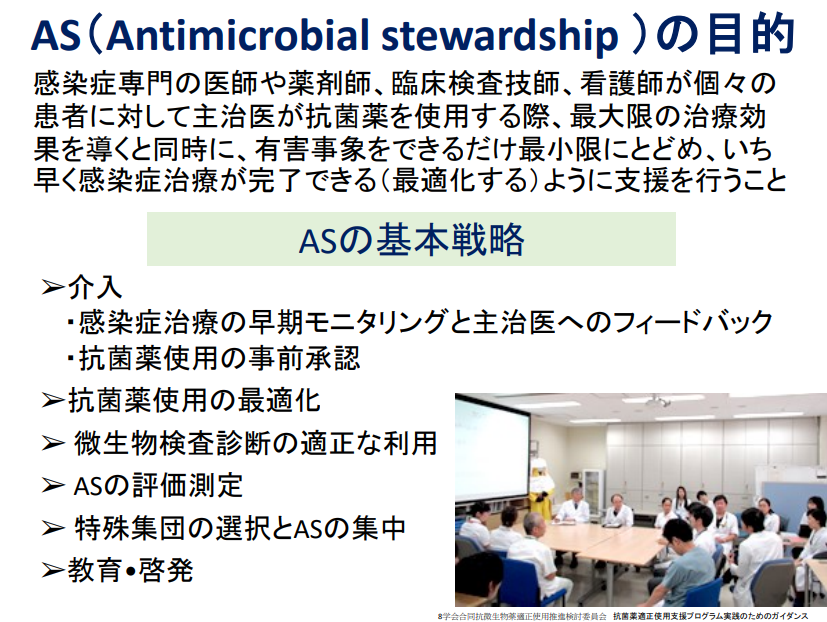 AS（Antimicrobial stewardship ）の目的
感染症専門の医師や薬剤師、臨床検査技師、看護師が個々の
患者に対して主治医が抗菌薬を使用する際、最大限の治療効
果を導くと同時に、有害事象をできるだけ最小限にとどめ、いち
早く感染症治療が完了できる（最適化する）ように支援を行うこと
ASの基本戦略
➢介入
・感染症治療の早期モニタリングと主治医へのフィードバック
・抗菌薬使用の事前承認
➢抗菌薬使用の最適化
➢ 微生物検査診断の適正な利用
➢ ASの評価測定
➢ 特殊集団の選択とASの集中
➢教育•啓発
8学会合同抗微生物薬適正使用推進検討委員会　抗菌薬適正使用支援プログラム実践のためのガイダンス